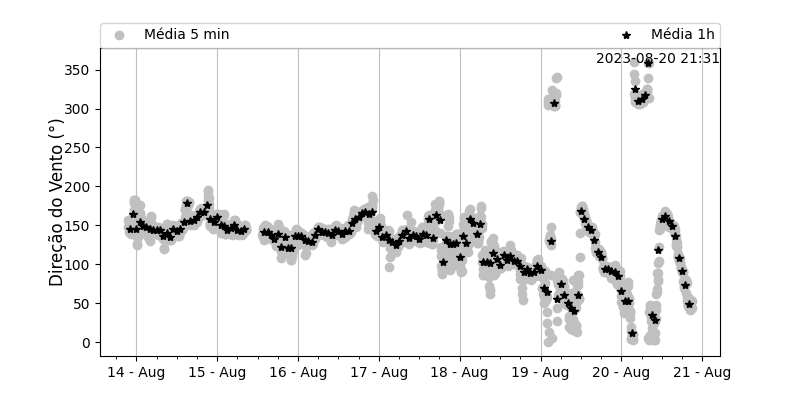 Média 5 min
Média 1h
2023-08-20 21:31
Direção do Vento (°)
350
300
250
200
150
100
50
0
14 - Aug
15 - Aug
16 - Aug
17 - Aug
18 - Aug
19 - Aug
20 - Aug
21 - Aug